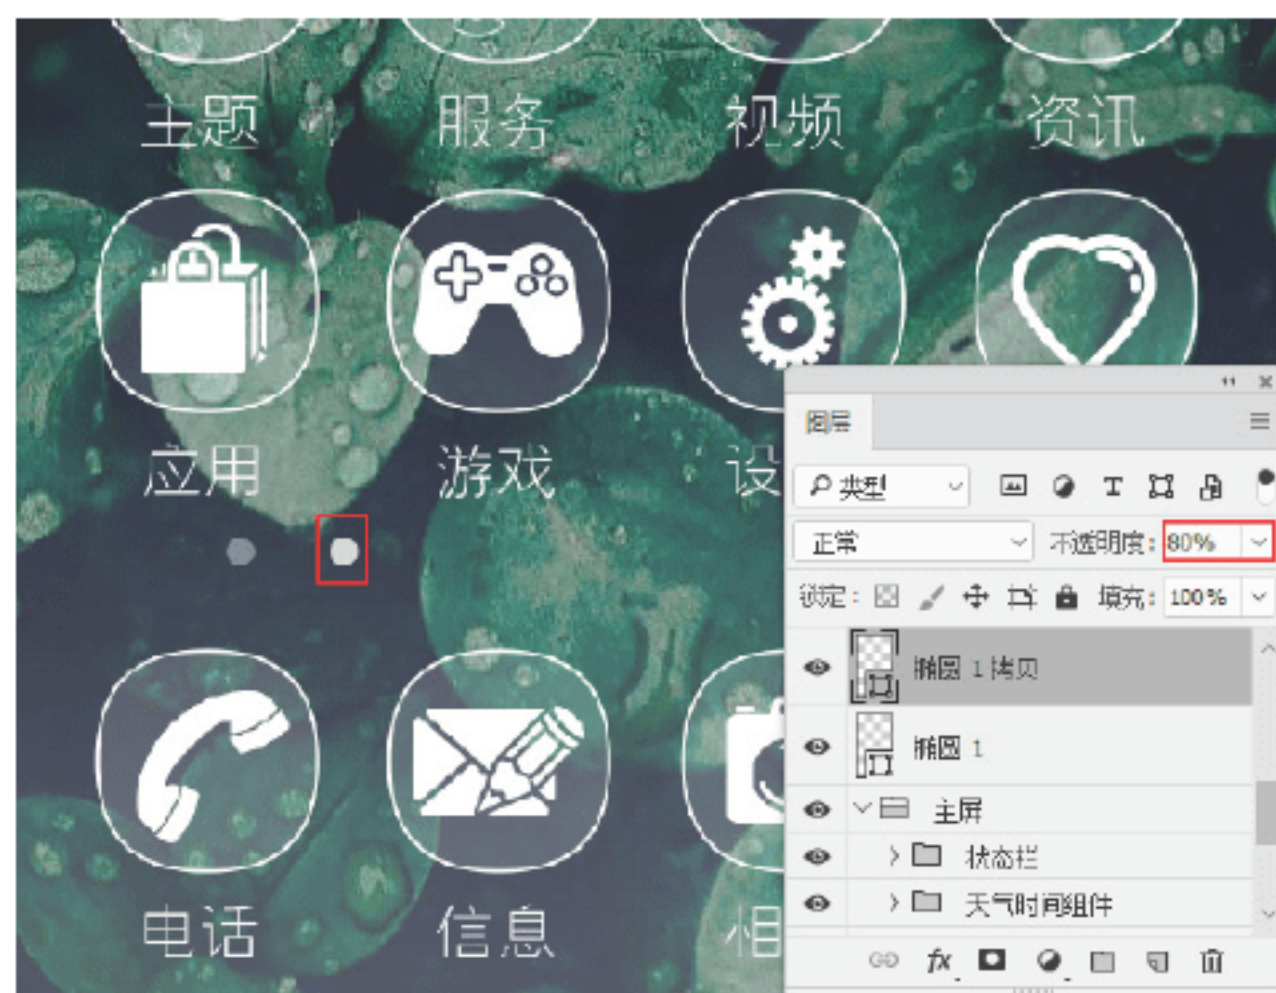 主题 服务 视频 资讯
应用 游戏 设
电话 信息 相
图层
类型
正常 不透明度: 80%
锁定: 填充: 100%
椭圆 1 拷贝
椭圆 1
主屏
状态栏
天气时间组件
fx